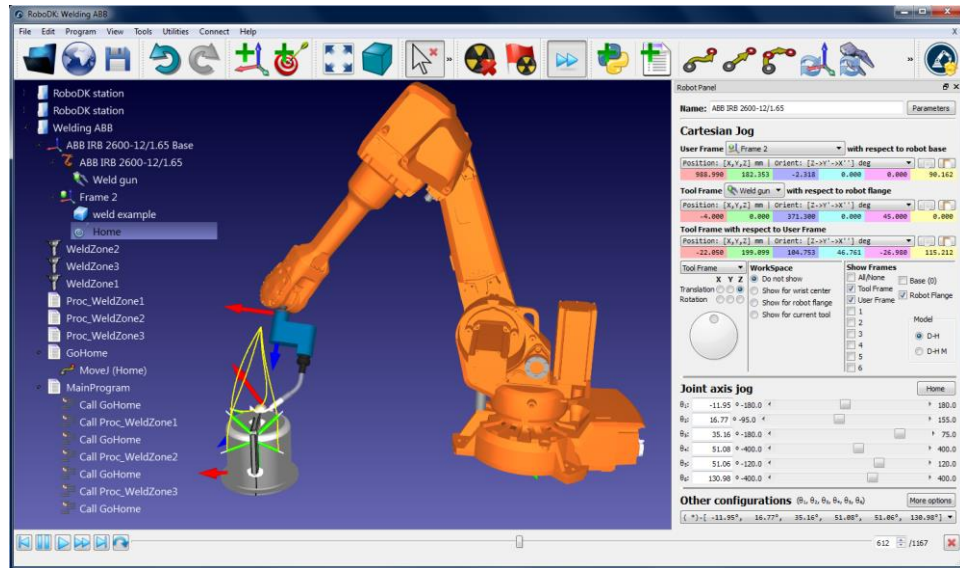 RoboDK: Welding ABB
File Edit Program View Tools Utilities Connect Help
RoboDK station
RoboDK station
Welding ABB
ABB IRB 2600-12/1.65 Base
ABB IRB 2600-12/1.65
Weld gun
Frame 2
weld example
Home
WeldZone2
WeldZone3
WeldZone1
Proc_WeldZone1
Proc_WeldZone2
Proc_WeldZone3
GoHome
MoveJ (Home)
MainProgram
Call GoHome
Call Proc_WeldZone1
Call GoHome
Call Proc_WeldZone2
Call GoHome
Call Proc_WeldZone3
Call GoHome
Robot Panel
Name: ABB IRB 2600-12/1.65 Parameters
Cartesian Jog
User Frame Frame 2 with respect to robot base
Position: [X,Y,Z] mm | Orient: [Z->Y'->X''] deg
988.990 182.353 -2.318 0.000 0.000 90.162
Tool Frame Weld gun with respect to robot flange
Position: [X,Y,Z] mm | Orient: [Z->Y'->X''] deg
-4.000 0.000 371.300 0.000 45.000 0.000
Tool Frame with respect to User Frame
Position: [X,Y,Z] mm | Orient: [Z->Y'->X''] deg
-22.050 199.099 104.753 46.761 -26.980 115.212
Tool Frame
X Y Z
Translation
Rotation
WorkSpace
Do not show
Show for wrist center
Show for robot flange
Show for current tool
Show Frames
All/None
Tool Frame
User Frame
1
2
3
4
5
6
Base (0)
Robot Flange
Model
D-H
D-H M
Joint axis jog Home
θ₁: -11.95 ° -180.0 180.0
θ₂: 16.77 ° -95.0 155.0
θ₃: 35.16 ° -180.0 75.0
θ₄: 51.08 ° -400.0 400.0
θ₅: 51.06 ° -120.0 120.0
θ₆: 130.98 ° -400.0 400.0
Other configurations (θ₁, θ₂, θ₃, θ₄, θ₅, θ₆) More options
( *)-[ -11.95°, 16.77°, 35.16°, 51.08°, 51.06°, 130.98°]
612 /1167